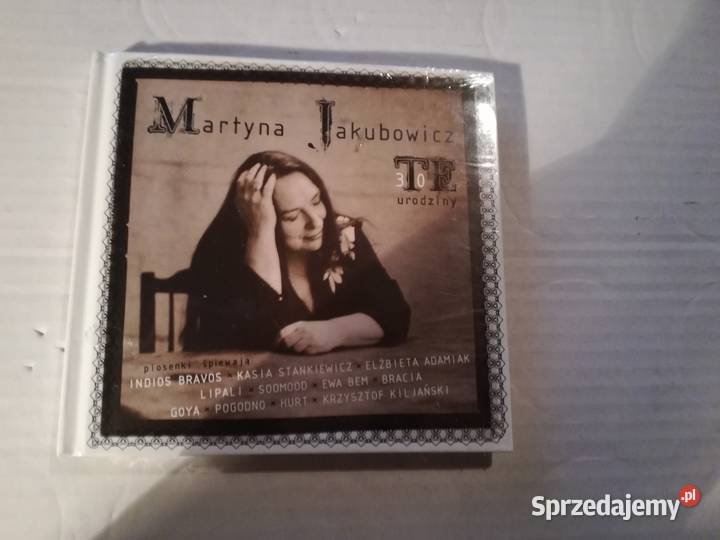 Martyna Jakubowicz
TE
30
urodziny
piosenki śpiewają
INDIOS BRAVOS × KASIA STANKIEWICZ × ELŻBIETA ADAMIAK
LIPALI × SOOMOOD × EWA BEM × BRACIA
GOYA × POGODNO × HURT × KRZYSZTOF KILJAŃSKI
Sprzedajemy.pl